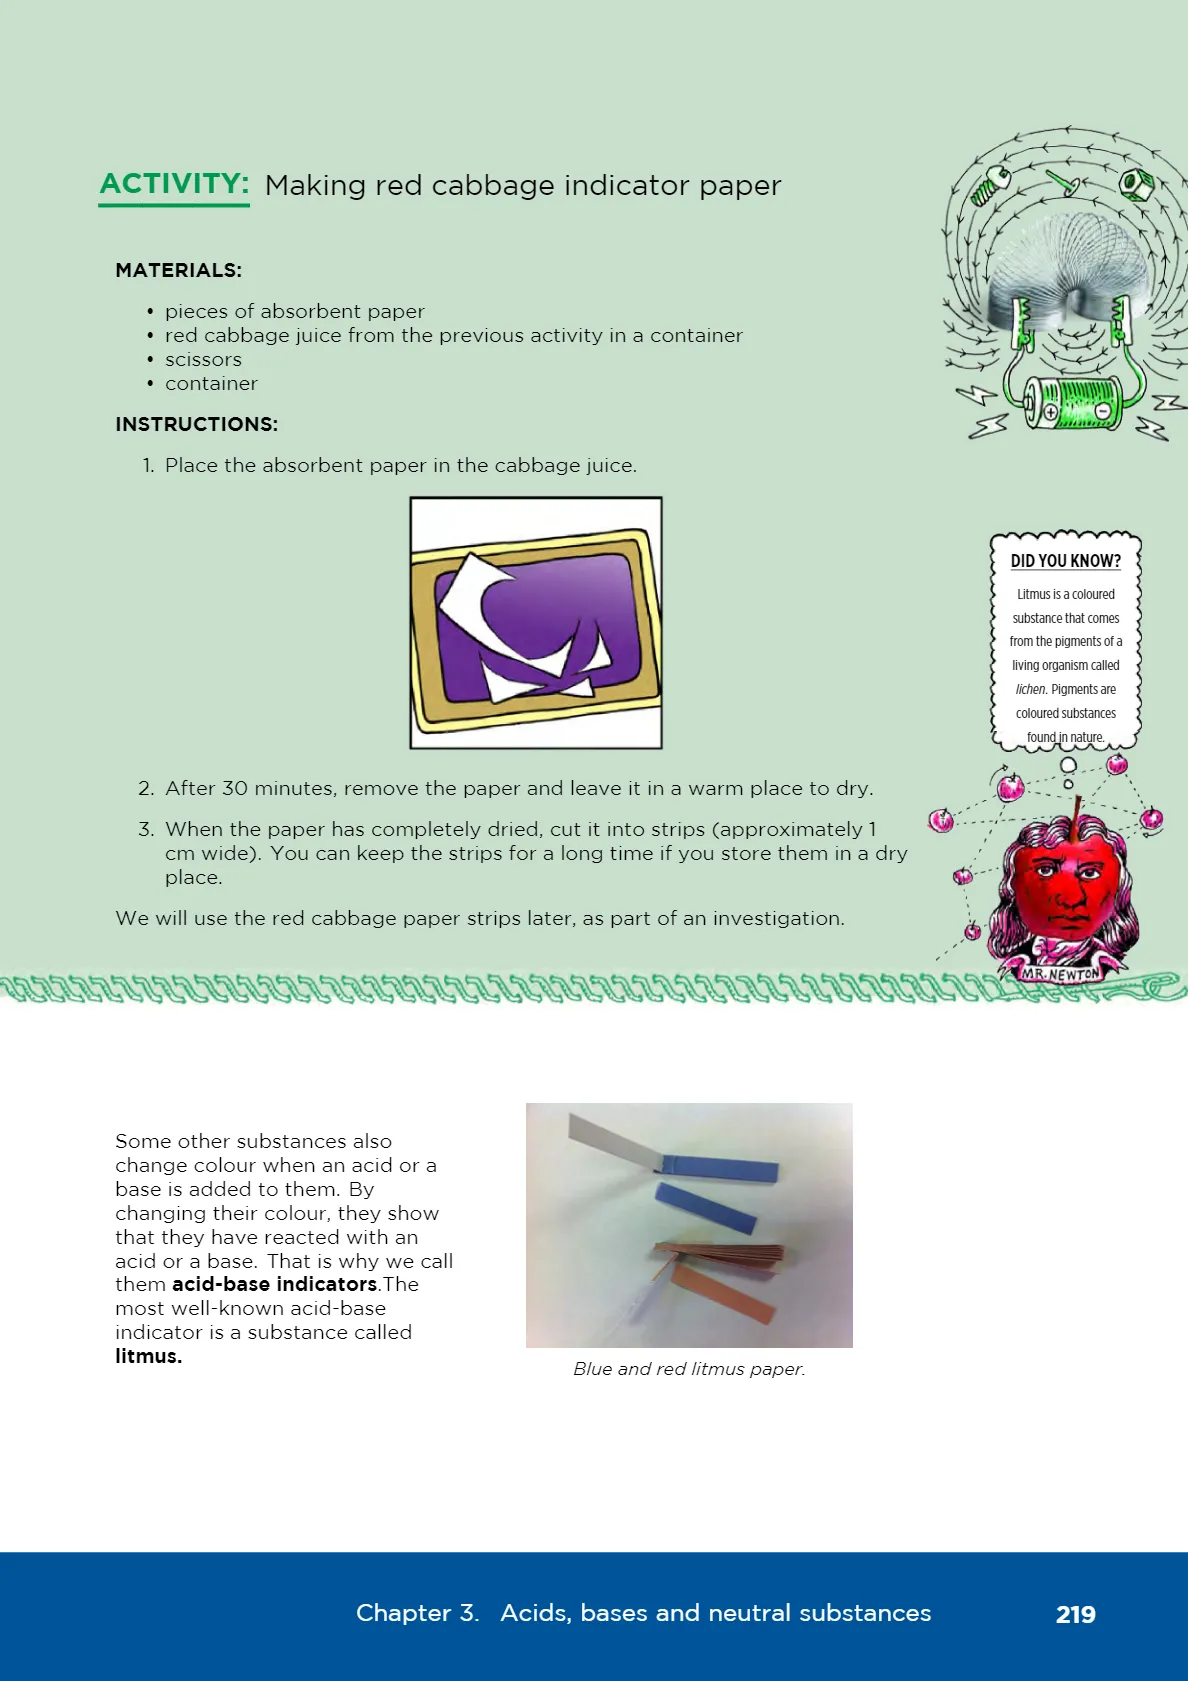 ACTIVITY: Making red cabbage indicator paper
MATERIALS:
• pieces of absorbent paper
• red cabbage juice from the previous activity in a container
• scissors
• container
INSTRUCTIONS:
1. Place the absorbent paper in the cabbage juice.
DID YOU KNOW?
Litmus is a coloured
substance that comes
from the pigments of a
living organism called
lichen. Pigments are
coloured substances
found in nature.
2. After 30 minutes, remove the paper and leave it in a warm place to dry.
3. When the paper has completely dried, cut it into strips (approximately 1
cm wide). You can keep the strips for a long time if you store them in a dry
place.
We will use the red cabbage paper strips later, as part of an investigation.
MR. NEWTON
Some other substances also
change colour when an acid or a
base is added to them. By
changing their colour, they show
that they have reacted with an
acid or a base. That is why we call
them acid-base indicators.The
most well-known acid-base
indicator is a substance called
litmus.
Blue and red litmus paper.
Chapter 3. Acids, bases and neutral substances 219